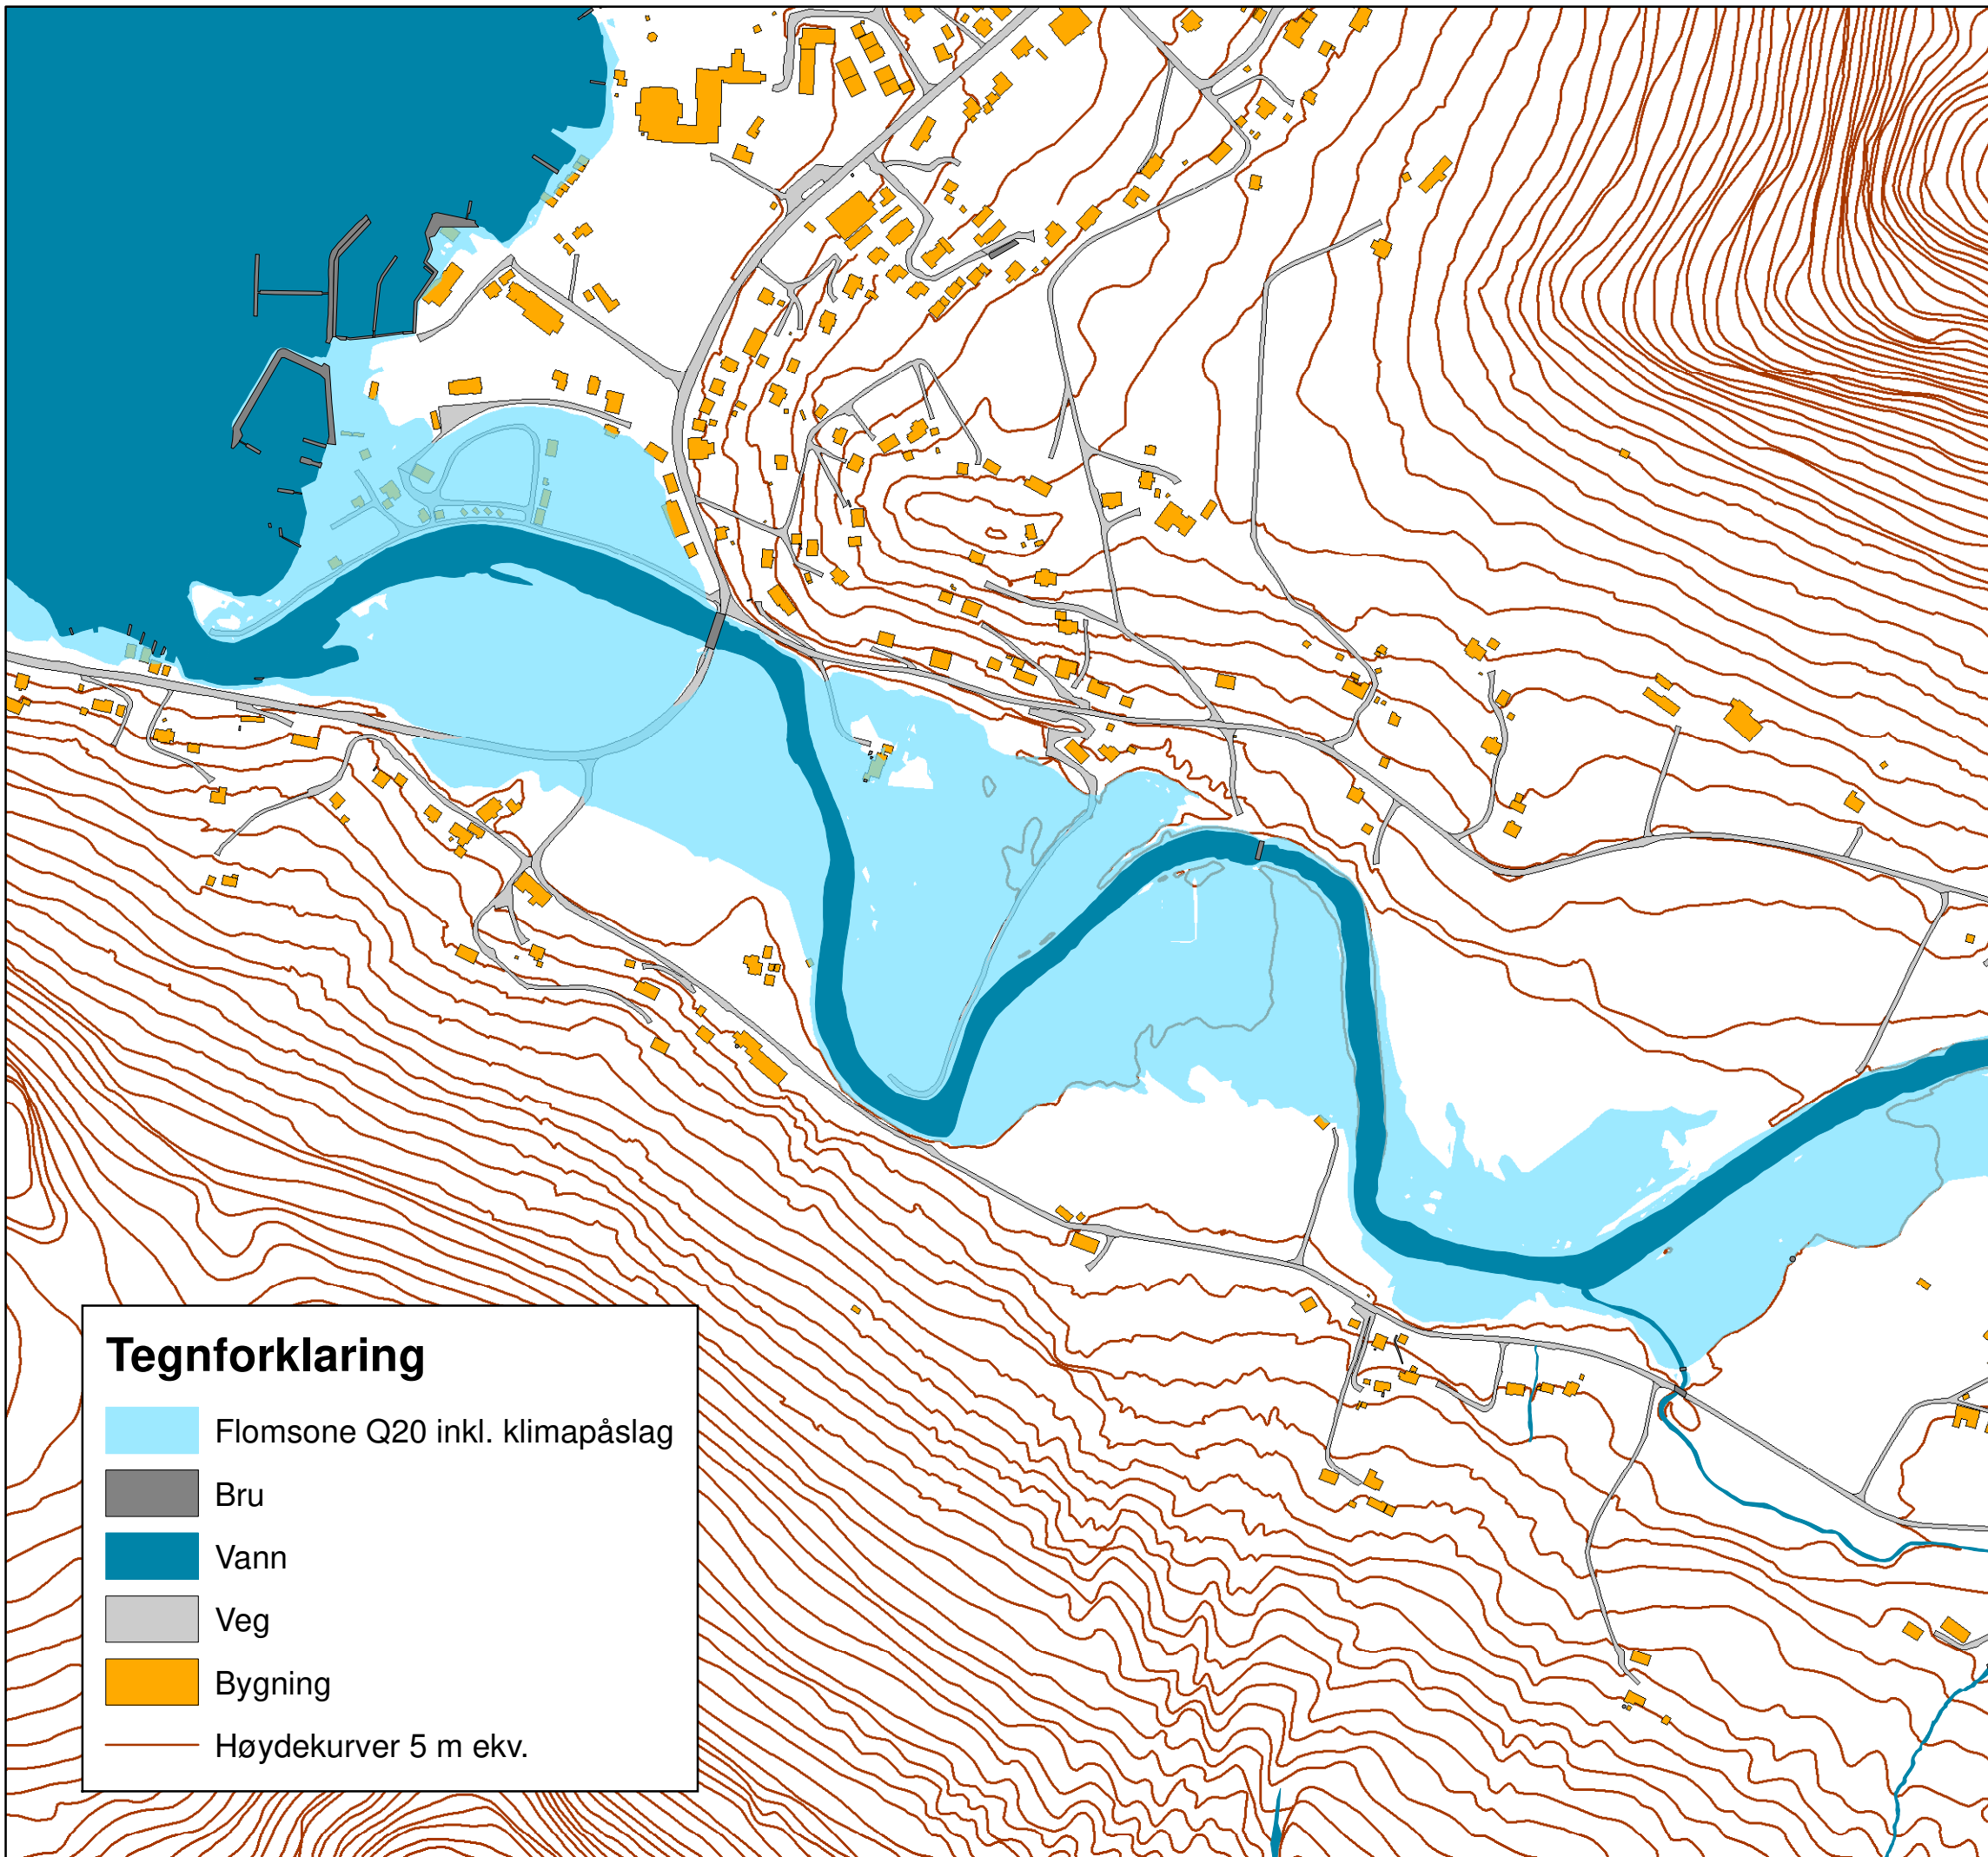 Tegnforklaring
Flomsone Q20 inkl. klimapåslag
Bru
Vann
Veg
Bygning
Høydekurver 5 m ekv.